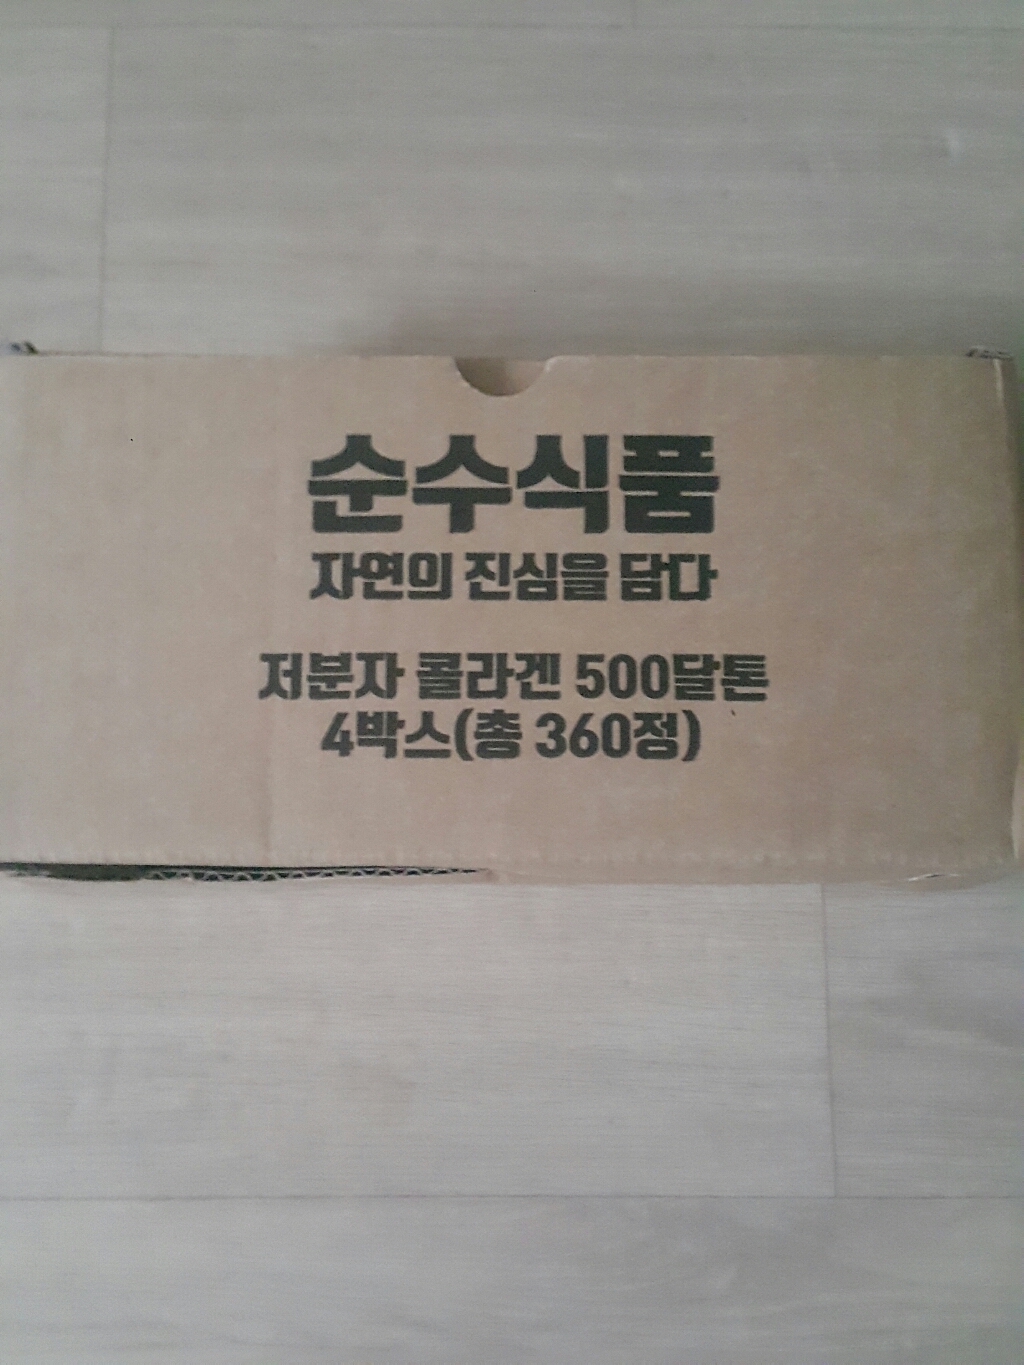 순수식품
자연의 진심을 담다
저분자 콜라겐 500달톤
4박스(총 360정)